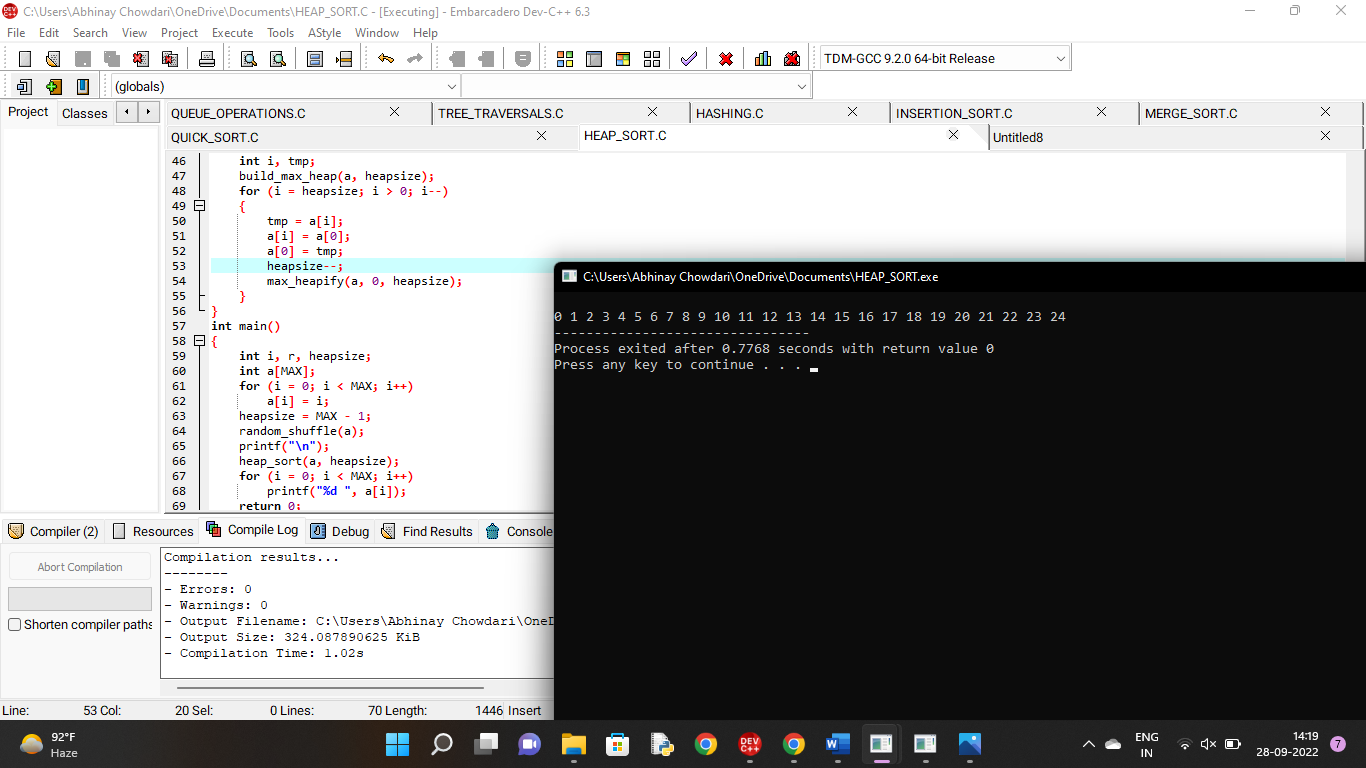 C:\Users\Abhinay Chowdari\OneDrive\Documents\HEAP_SORT.C - [Executing] - Embarcadero Dev-C++ 6.3
File Edit Search View Project Execute Tools AStyle Window Help
TDM-GCC 9.2.0 64-bit Release
(globals)
Project Classes
QUEUE_OPERATIONS.C TREE_TRAVERSALS.C HASHING.C INSERTION_SORT.C MERGE_SORT.C
QUICK_SORT.C HEAP_SORT.C Untitled8
46 int i, tmp;
47 build_max_heap(a, heapsize);
48 for (i = heapsize; i > 0; i--)
49 {
50 tmp = a[i];
51 a[i] = a[0];
52 a[0] = tmp;
53 heapsize--;
54 max_heapify(a, 0, heapsize);
55 }
56 }
57 int main()
58 {
59 int i, r, heapsize;
60 int a[MAX];
61 for (i = 0; i < MAX; i++)
62 a[i] = i;
63 heapsize = MAX - 1;
64 random_shuffle(a);
65 printf("\n");
66 heap_sort(a, heapsize);
67 for (i = 0; i < MAX; i++)
68 printf("%d ", a[i]);
69 return 0;
C:\Users\Abhinay Chowdari\OneDrive\Documents\HEAP_SORT.exe
0 1 2 3 4 5 6 7 8 9 10 11 12 13 14 15 16 17 18 19 20 21 22 23 24
--------------------------------
Process exited after 0.7768 seconds with return value 0
Press any key to continue . . .
Compiler (2) Resources Compile Log Debug Find Results Console
Abort Compilation
Shorten compiler paths
Compilation results...
--------
- Errors: 0
- Warnings: 0
- Output Filename: C:\Users\Abhinay Chowdari\OneD
- Output Size: 324.087890625 KiB
- Compilation Time: 1.02s
Line: 53 Col: 20 Sel: 0 Lines: 70 Length: 1446 Insert
92°F
Haze
DEV
C++
ENG
IN
14:19
28-09-2022
7